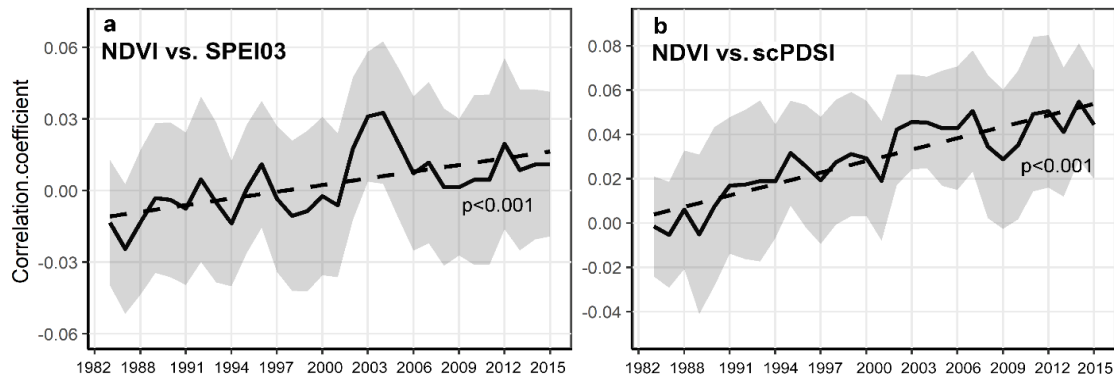 a
NDVI vs. SPEI03
Correlation.coefficient
0.06
0.03
0.00
-0.03
-0.06
p<0.001
1982 1988 1991 1994 1997 2000 2003 2006 2009 2012 2015
b
NDVI vs. scPDSI
0.08
0.06
0.04
0.02
0.00
-0.02
-0.04
p<0.001
1982 1988 1991 1994 1997 2000 2003 2006 2009 2012 2015